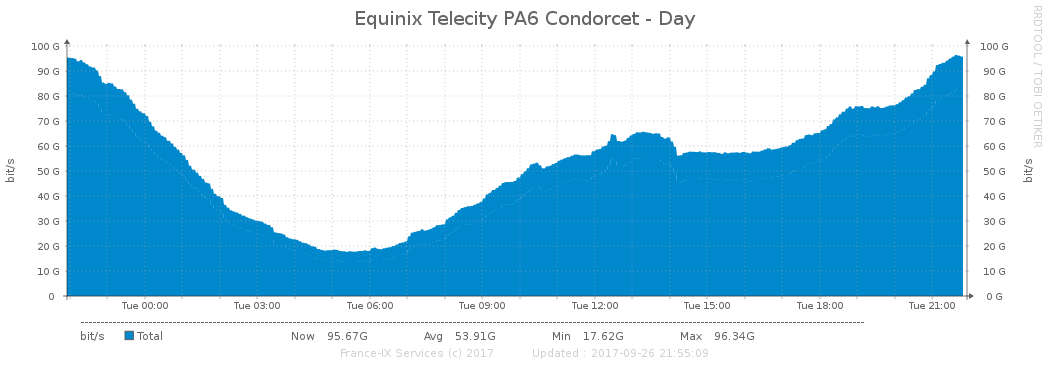 Equinix Telecity PA6 Condorcet - Day
RRDTOOL / TOBI OETIKER
bit/s
100 G
90 G
80 G
70 G
60 G
50 G
40 G
30 G
20 G
10 G
0
100 G
90 G
80 G
70 G
60 G
50 G
40 G
30 G
20 G
10 G
0 G
bit/s
Tue 00:00 Tue 03:00 Tue 06:00 Tue 09:00 Tue 12:00 Tue 15:00 Tue 18:00 Tue 21:00
bit/s Total Now 95.67G Avg 53.91G Min 17.62G Max 96.34G
France-IX Services (c) 2017 Updated : 2017-09-26 21:55:09